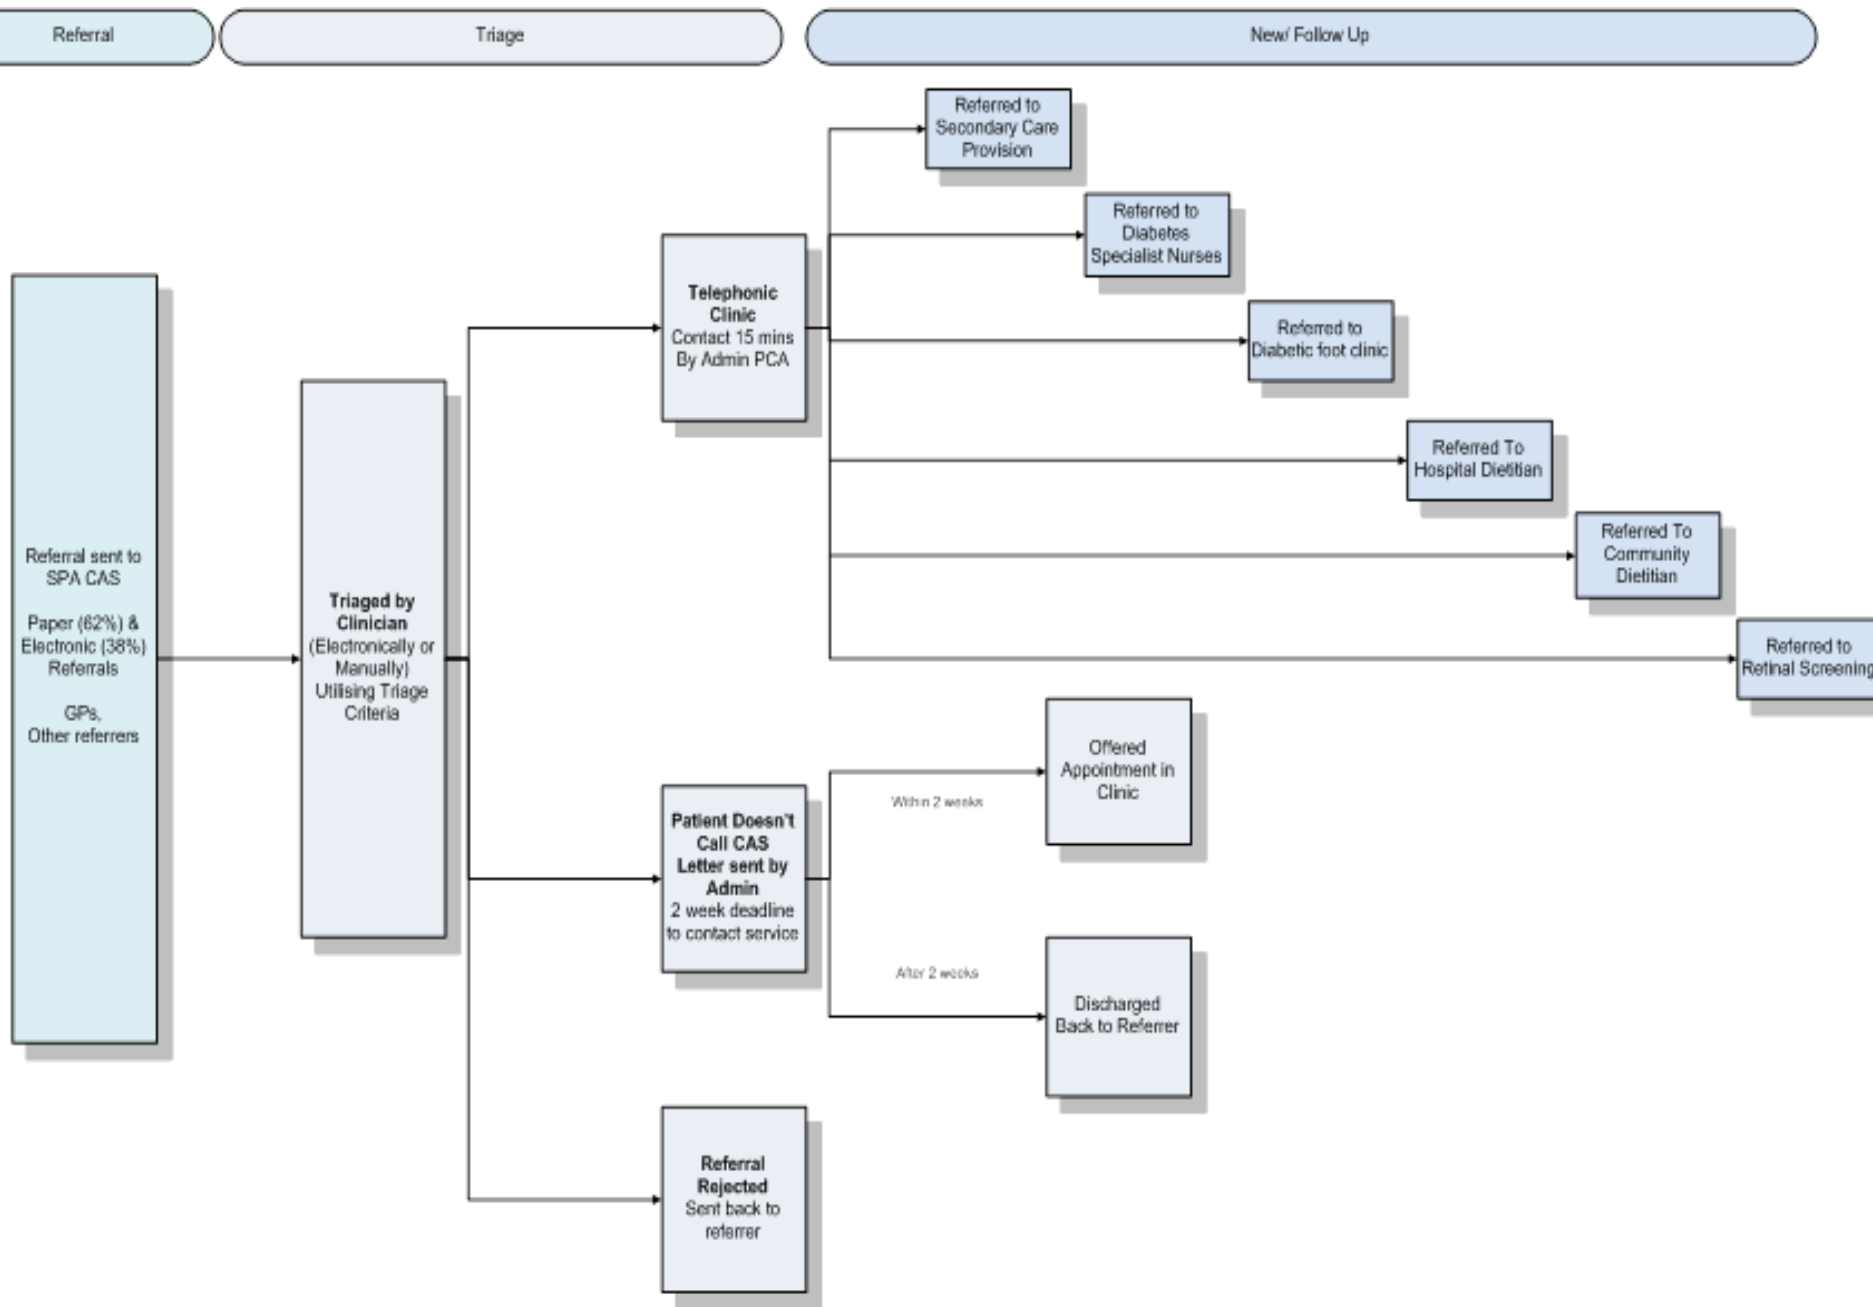 Referral
Triage
New/ Follow Up
Referred to
Secondary Care
Provision
Referred to
Diabetes
Specialist Nurses
Telephonic
Clinic
Contact 15 mins
By Admin PCA
Referred to
Diabetic foot clinic
Referred To
Hospital Dietitian
Referred To
Community
Dietitian
Referred to
Retinal Screening
Referral sent to
SPA CAS
Paper (62%) &
Electronic (38%)
Referrals
GPs,
Other referrers
Triaged by
Clinician
(Electronically or
Manually)
Utilising Triage
Criteria
Patient Doesn't
Call CAS
Letter sent by
Admin
2 week deadline
to contact service
Within 2 weeks
Offered
Appointment in
Clinic
After 2 weeks
Discharged
Back to Referrer
Referral
Rejected
Sent back to
referrer